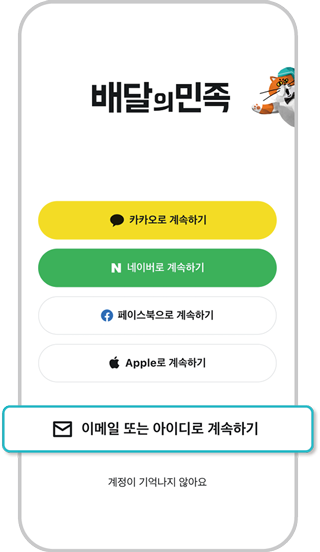 배달의민족
카카오로 계속하기
N 네이버로 계속하기
페이스북으로 계속하기
Apple로 계속하기
이메일 또는 아이디로 계속하기
계정이 기억나지 않아요